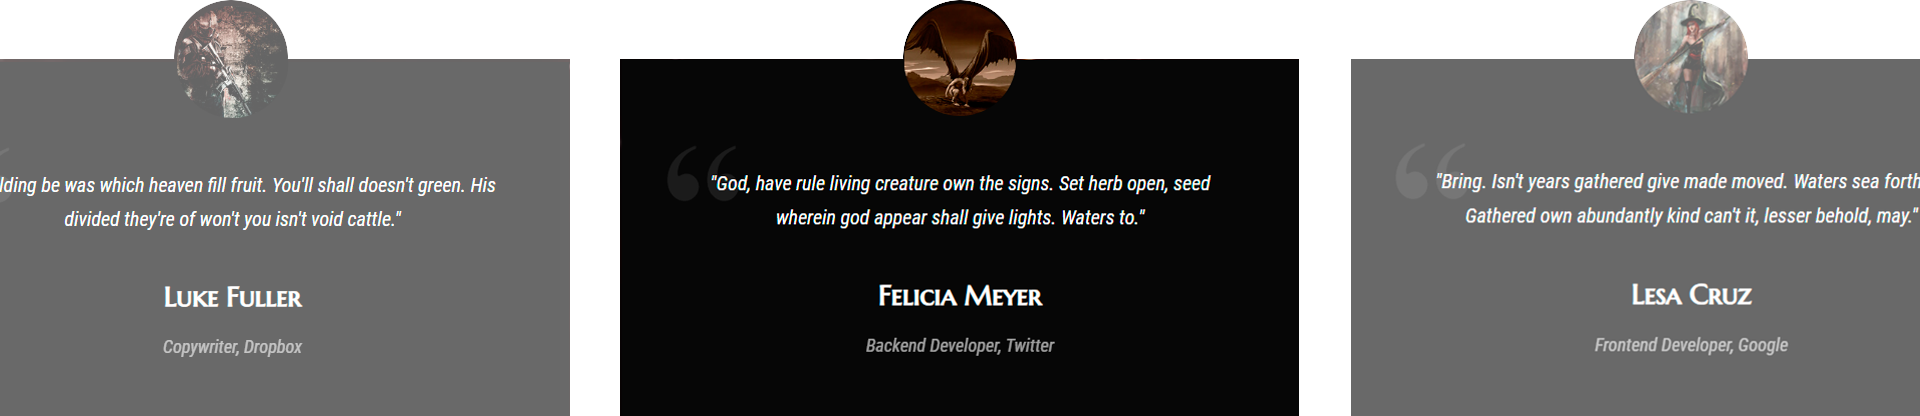 be was which heaven fill fruit. You'll shall doesn't green. His
divided they're of won't you isn't void cattle."
Luke Fuller
Copywriter, Dropbox
"God, have rule living creature own the signs. Set herb open, seed
wherein god appear shall give lights. Waters to."
Felicia Meyer
Backend Developer, Twitter
"Bring. Isn't years gathered give made moved. Waters sea forth
Gathered own abundantly kind can't it, lesser behold, may."
Lesa Cruz
Frontend Developer, Google